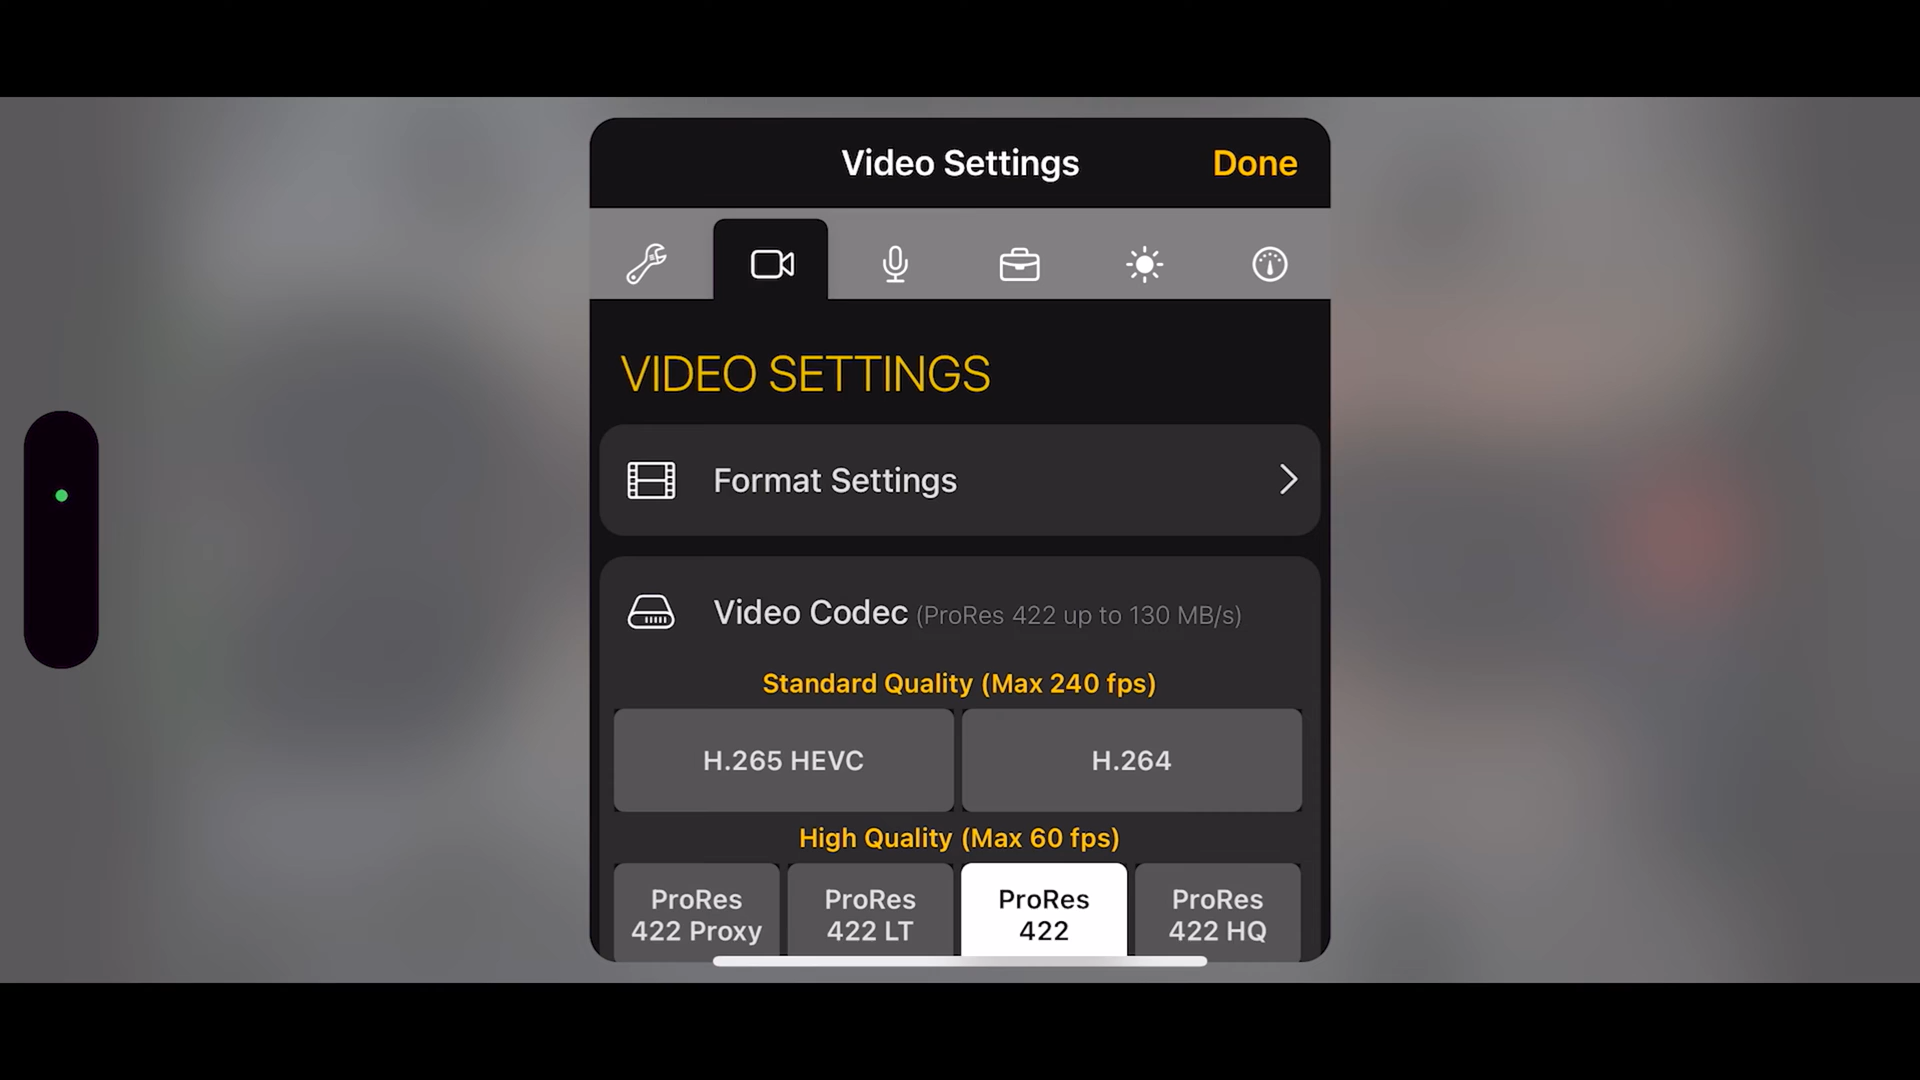 Video Settings
Done
VIDEO SETTINGS
Format Settings
Video Codec (ProRes 422 up to 130 MB/s)
Standard Quality (Max 240 fps)
H.265 HEVC
H.264
High Quality (Max 60 fps)
ProRes
422 Proxy
ProRes
422 LT
ProRes
422
ProRes
422 HQ